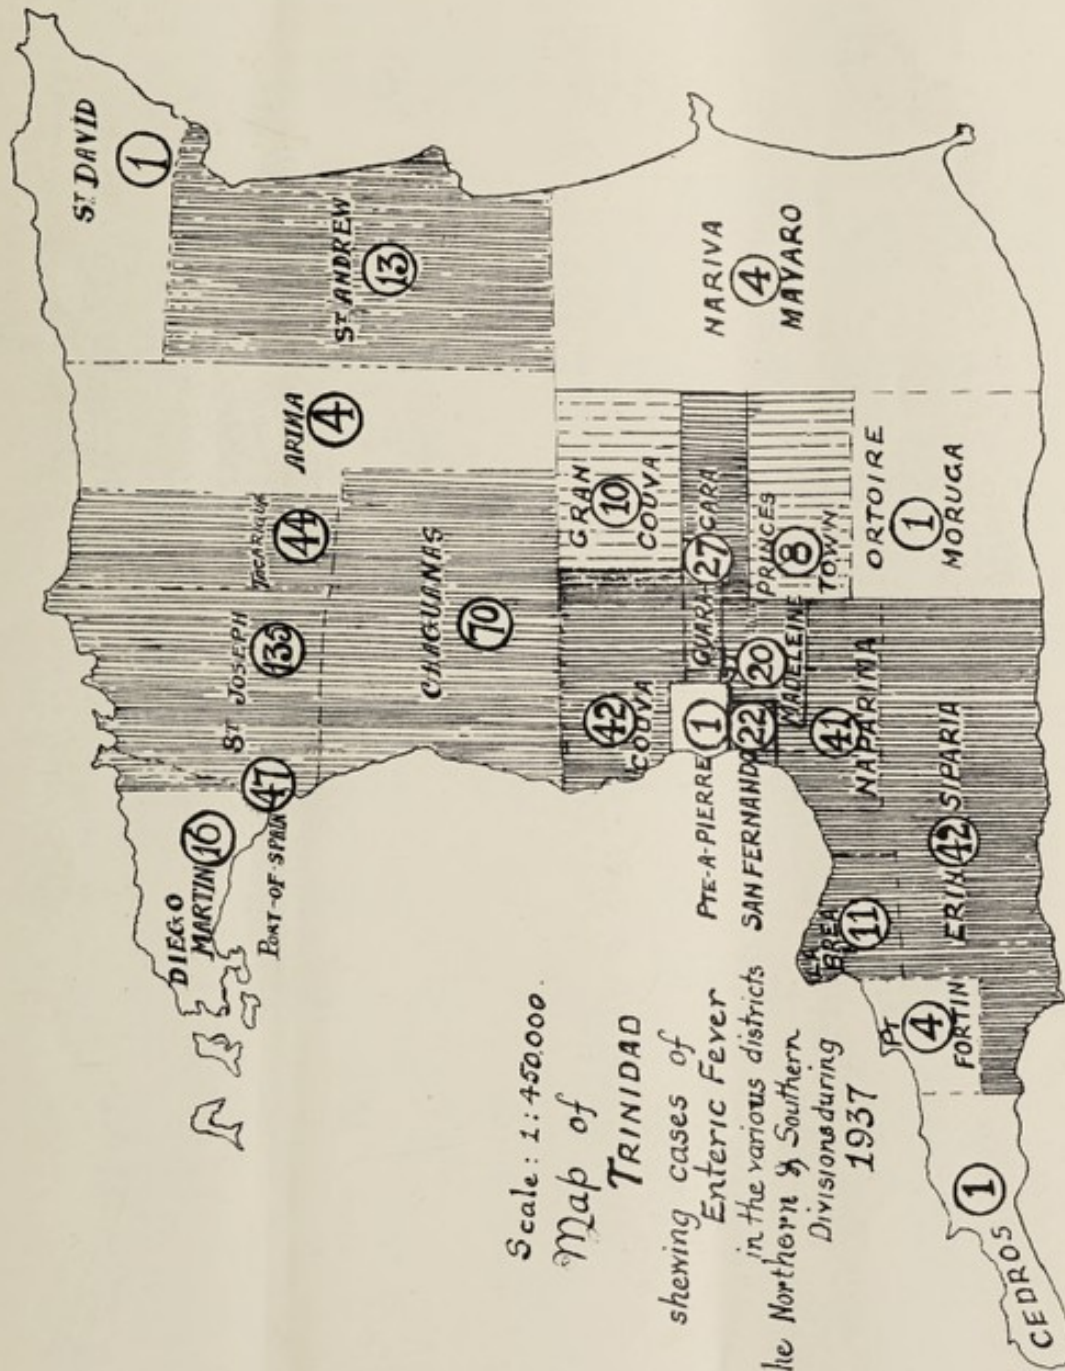 Scale: 1:450.000.
Map of
TRINIDAD
shewing cases of
Enteric Fever
in the various districts
he Northern & Southern
Divisions during
1937
ST DAVID
1
ST ANDREW
13
ARIMA
4
TACARIGUA
44
ST JOSEPH
DIEGO
MARTIN 16
PORT-OF-SPAIN 47
CHAGUANAS
70
NARIVA
4
MAYARO
GRAN
10
COUVA
42
COUVA
GUARACARA
27
PTE-A-PIERRE 1
SAN FERNANDO 22
ST
20
MADELEINE
PRINCES
8
TOWN
ORTOIRE
1
MORUGA
41
NAPARIMA
ERIN 42 SIPARIA
LA
BREA
11
PT
4
FORTIN
CEDROS 1